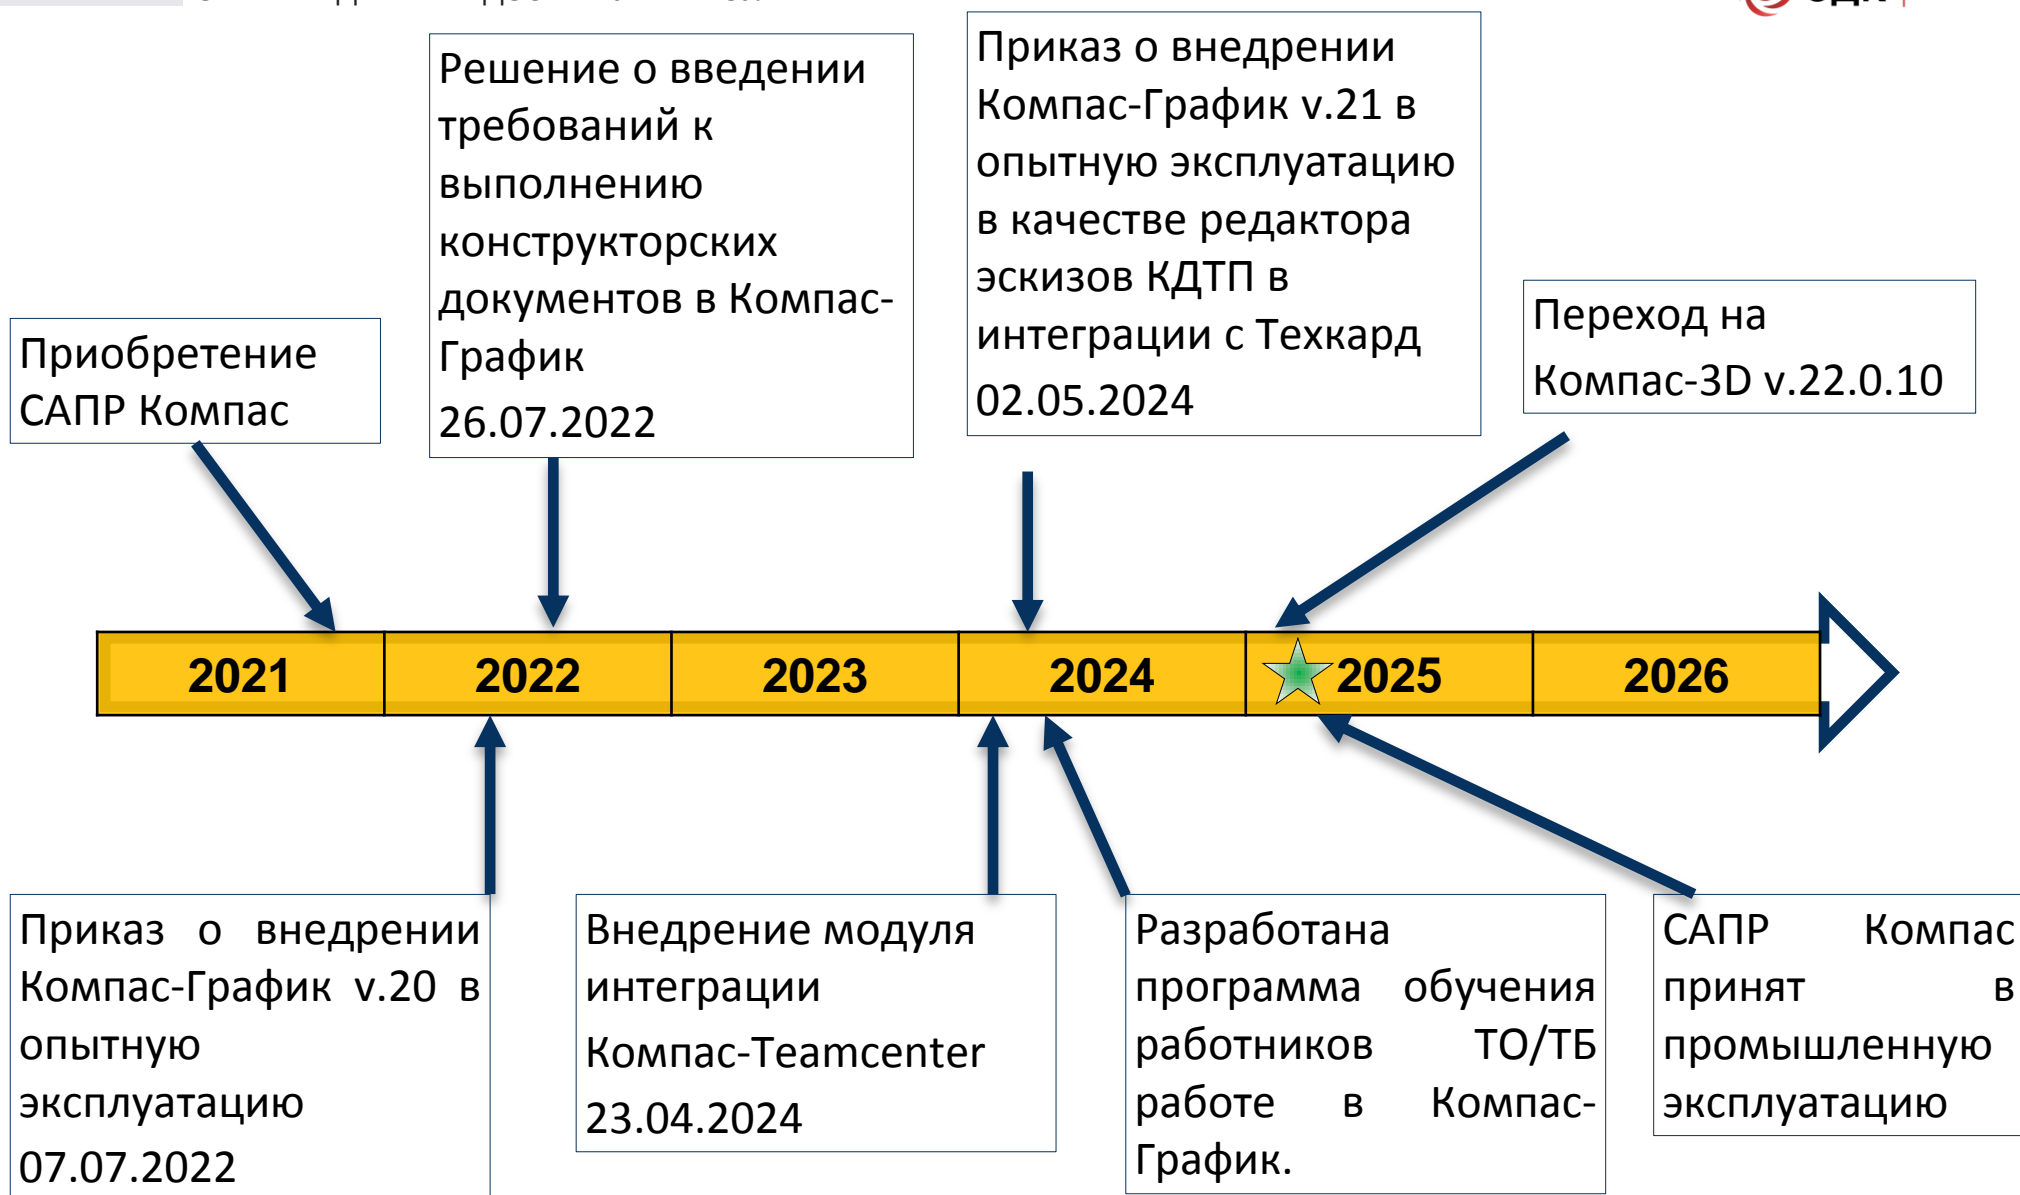 Решение о введении
требований к
выполнению
конструкторских
документов в Компас-
График
26.07.2022
Приказ о внедрении
Компас-График v.21 в
опытную эксплуатацию
в качестве редактора
эскизов КДТП в
интеграции с Техкард
02.05.2024
Приобретение
САПР Компас
Переход на
Компас-3D v.22.0.10
2021
2022
2023
2024
2025
2026
Приказ о внедрении
Компас-График v.20 в
опытную
эксплуатацию
07.07.2022
Внедрение модуля
интеграции
Компас-Teamcenter
23.04.2024
Разработана
программа обучения
работников ТО/ТБ
работе в Компас-
График.
САПР Компас
принят в
промышленную
эксплуатацию